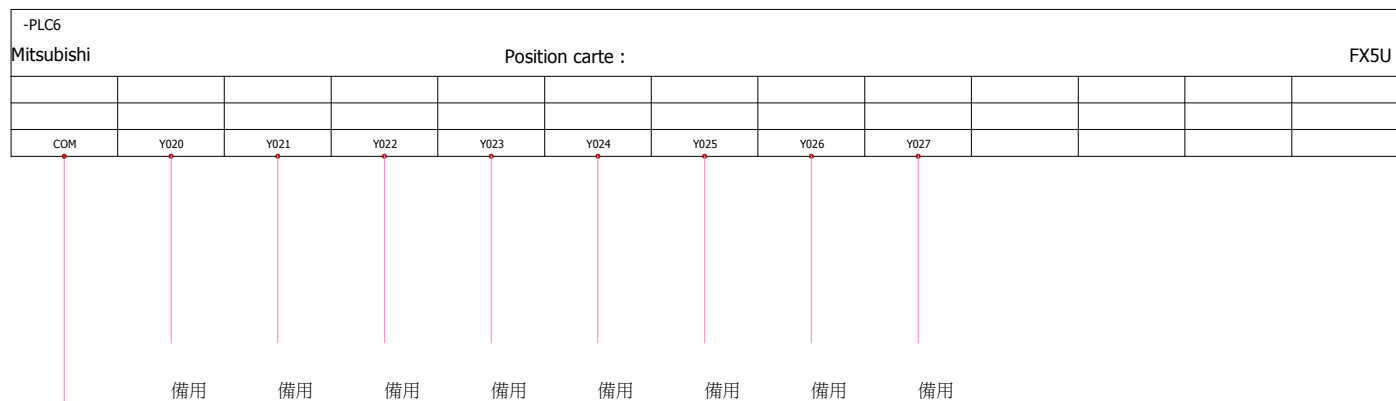 -PLC6
Mitsubishi Position carte : FX5U
COM Y020 Y021 Y022 Y023 Y024 Y025 Y026 Y027
備用 備用 備用 備用 備用 備用 備用 備用